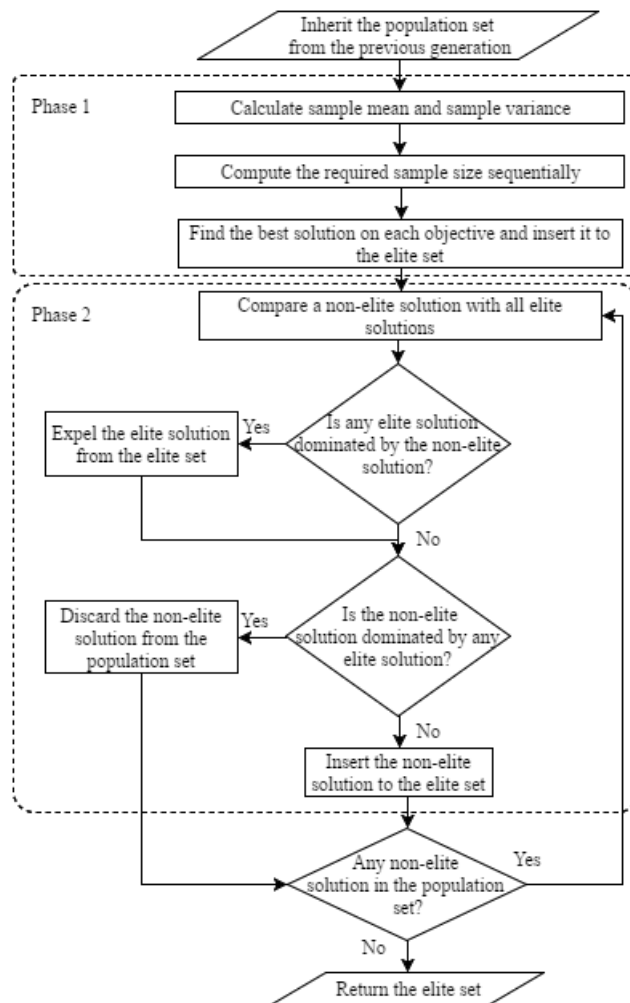 Inherit the population set
from the previous generation
Phase 1
Calculate sample mean and sample variance
Compute the required sample size sequentially
Find the best solution on each objective and insert it to
the elite set
Phase 2
Compare a non-elite solution with all elite
solutions
Is any elite solution
dominated by the non-elite
solution?
Yes
Expel the elite solution
from the elite set
No
Is the non-elite
solution dominated by any
elite solution?
Yes
Discard the non-elite
solution from the
population set
No
Insert the non-elite
solution to the elite set
Any non-elite
solution in the population
set?
Yes
No
Return the elite set